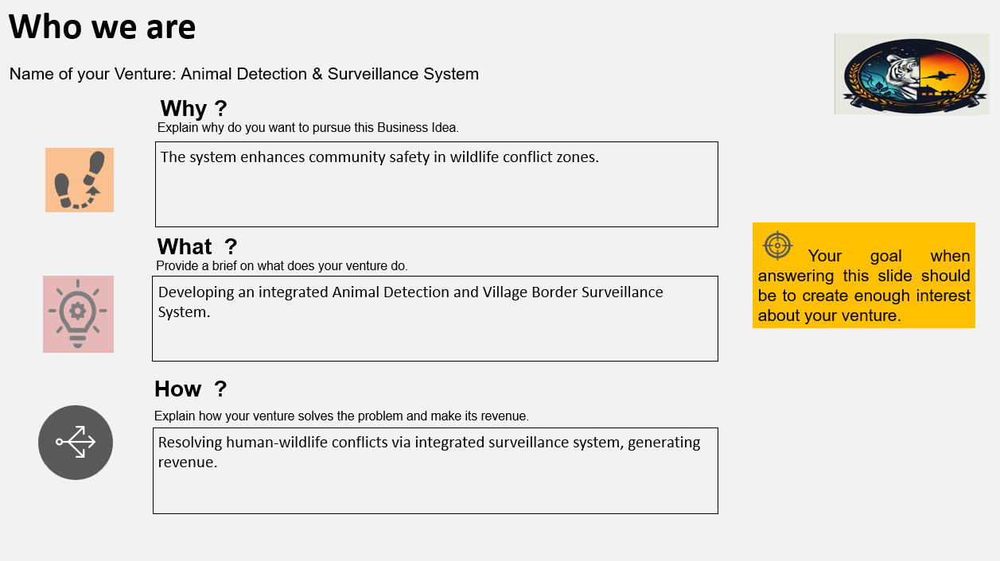 Who we are
Name of your Venture: Animal Detection & Surveillance System
Why ?
Explain why do you want to pursue this Business Idea.
The system enhances community safety in wildlife conflict zones.
What ?
Provide a brief on what does your venture do.
Developing an integrated Animal Detection and Village Border Surveillance
System.
Your goal when
answering this slide should
be to create enough interest
about your venture.
How ?
Explain how your venture solves the problem and make its revenue.
Resolving human-wildlife conflicts via integrated surveillance system, generating
revenue.